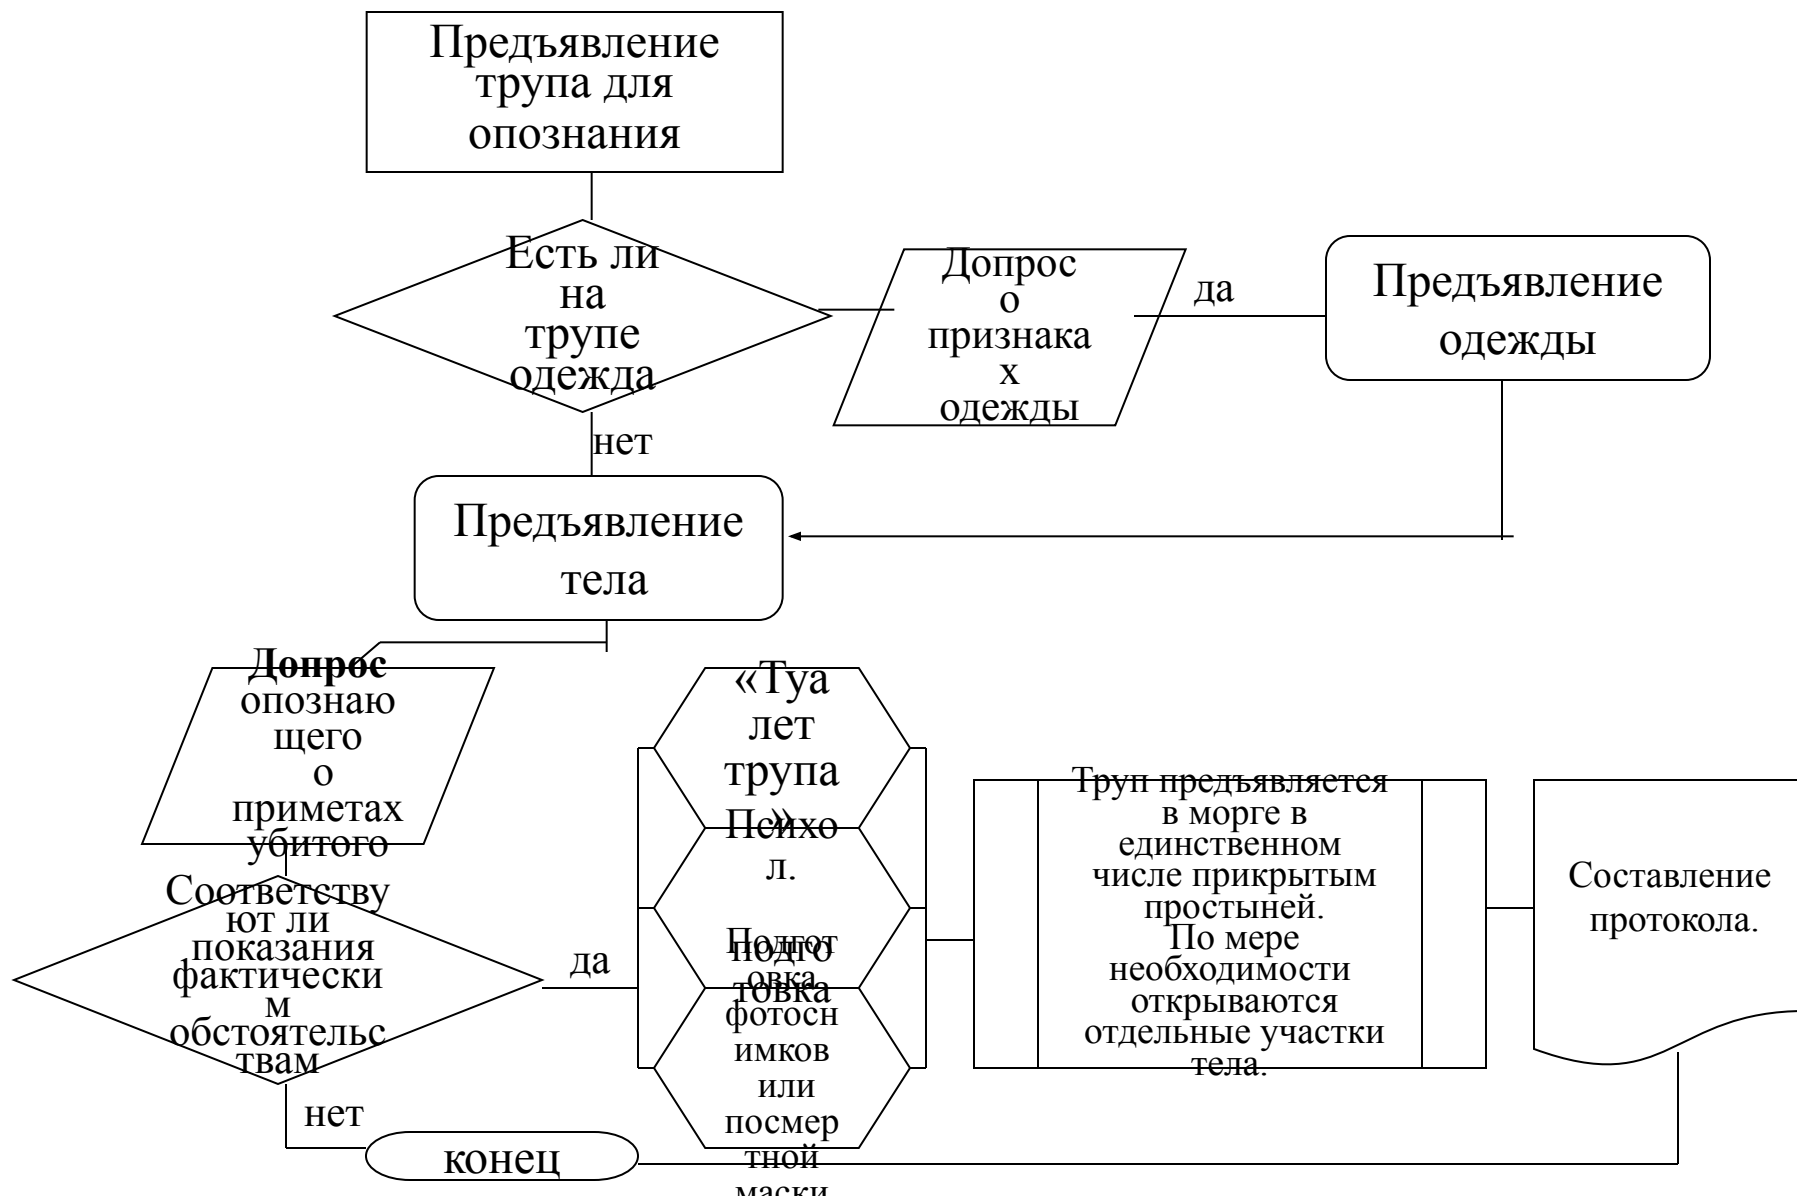 Предъявление
трупа для
опознания
Есть ли
на
трупе
одежда
Допрос
о
признака
х
одежды
да
Предъявление
одежды
нет
Предъявление
тела
Допрос
опознаю
щего
о
приметах
убитого
Соответству
ют ли
показания
фактически
м
обстоятельс
твам
да
нет
«Туа
лет
трупа
»
Психо
л.
подго
товка
Подгот
овка
фотосн
имков
или
посмер
тной
маски
Труп предъявляется
в морге в
единственном
числе прикрытым
простыней.
По мере
необходимости
открываются
отдельные участки
тела.
Составление
протокола.
конец